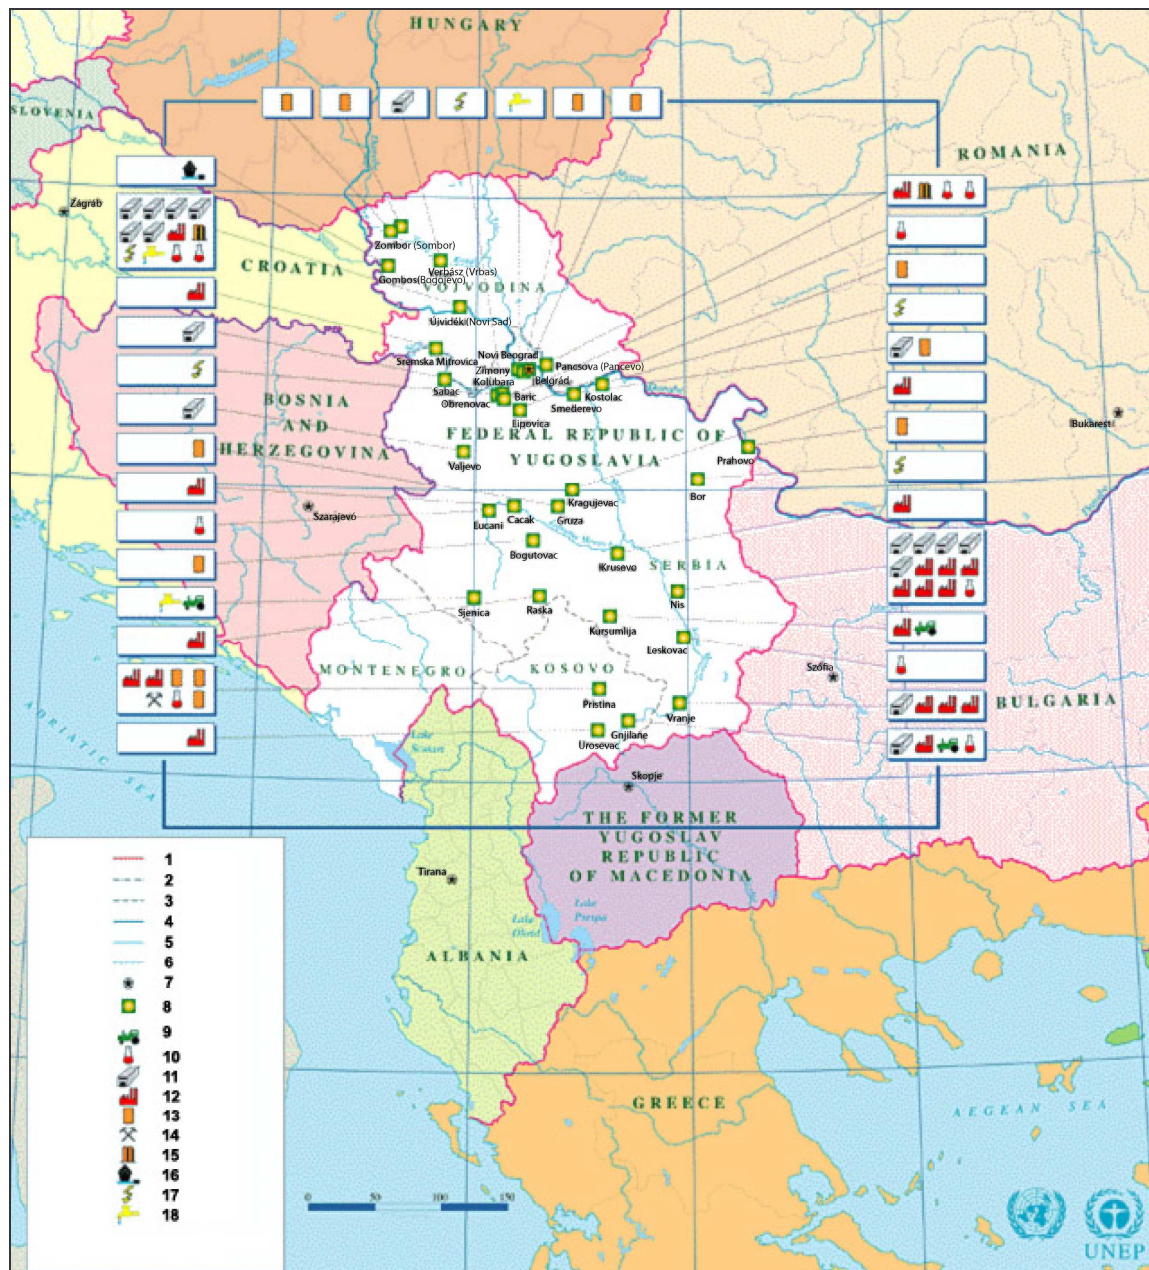 HUNGARY
Balaton
SLOVENIA
ROMANIA
Zágráb
CROATIA
Zombor (Sombor)
Verbász (Vrbas)
Gombos(Bogojevo)
VOJVODINA
Újvidék(Novi Sad)
Sremska Mitrovica
Novi Beograd
Zimony
Pancsova (Pancevo)
Sabac
Kolubara
Belgrád
Obrenovac
Baric
Smederevo
Kostolac
Lipovica
BOSNIA
AND
HERZEGOVINA
FEDERAL REPUBLIC OF
YUGOSLAVIA
Bukarest
Valjevo
Prahovo
Bor
Szarajevó
Kragujevac
Lucani
Cacak
Gruza
Bogutovac
Krusevo
SERBIA
Nis
Sjenica
Raska
Kursumlija
Leskovac
MONTENEGRO
KOSOVO
Szófia
Pristina
BULGARIA
Vranje
Gnjilane
Urosevac
ADRIATIC SEA
Lake
Scutari
Skopje
THE FORMER
YUGOSLAV
REPUBLIC
OF MACEDONIA
Tirana
Lake
Ohrid
Lake
Prespa
ALBANIA
GREECE
AEGEAN SEA
1
2
3
4
5
6
7
8
9
10
11
12
13
14
15
16
17
18
0 50 100 150
UNEP